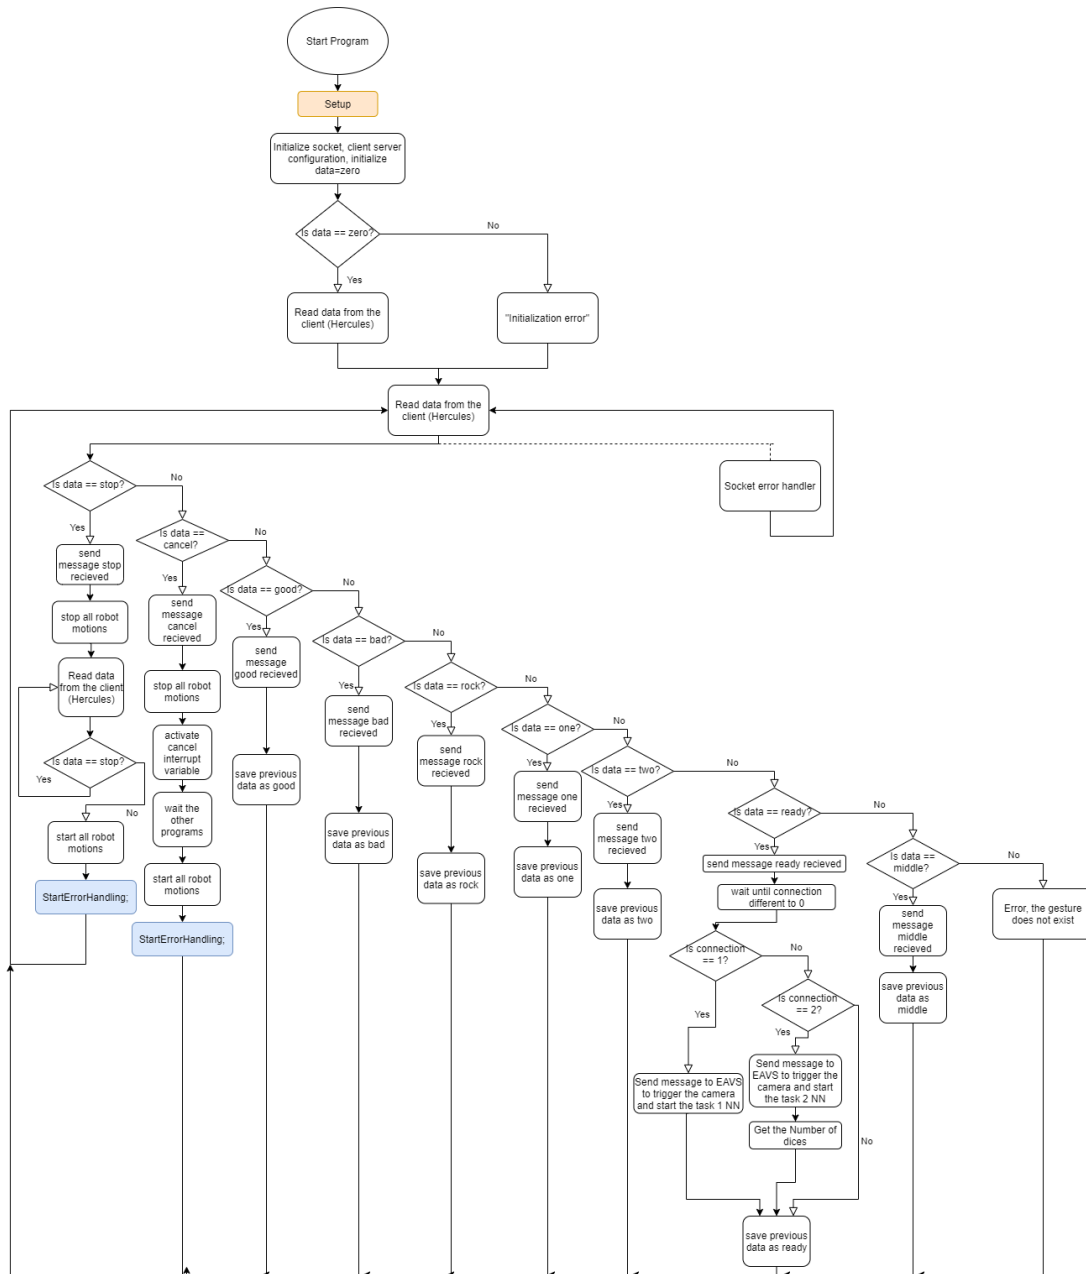 Start Program
Setup
Initialize socket, client server
configuration, initialize
data=zero
Is data == zero?
No
Yes
Read data from the
client (Hercules)
"Initialization error"
Read data from the
client (Hercules)
Is data == stop?
No
Socket error handler
Yes
Is data ==
cancel?
No
send
message stop
recieved
Yes
Is data == good?
No
stop all robot
motions
send
message
cancel
recieved
Yes
Is data == bad?
No
Read data
from the client
(Hercules)
stop all robot
motions
send
message
good recieved
Yes
Is data == rock?
No
Is data == stop?
Yes
No
activate
cancel
interrupt
variable
save previous
data as good
send
message bad
recieved
Yes
Is data == one?
No
start all robot
motions
wait the
other
programs
save previous
data as bad
send
message rock
recieved
Yes
Is data == two?
No
StartErrorHandling;
start all robot
motions
save previous
data as rock
send
message one
recieved
Yes
Is data == ready?
No
StartErrorHandling;
save previous
data as one
send
message two
recieved
Yes
send message ready recieved
Is data ==
middle?
No
save previous
data as two
wait until connection
different to 0
Yes
Error, the gesture
does not exist
Is connection
== 1?
No
send
message
middle
recieved
Yes
Is connection
== 2?
save previous
data as
middle
Yes
Send message to EAVS
to trigger the camera
and start the task 1 NN
Send message to
EAVS to trigger the
camera and start
the task 2 NN
Get the Number of
dices
No
save previous
data as ready